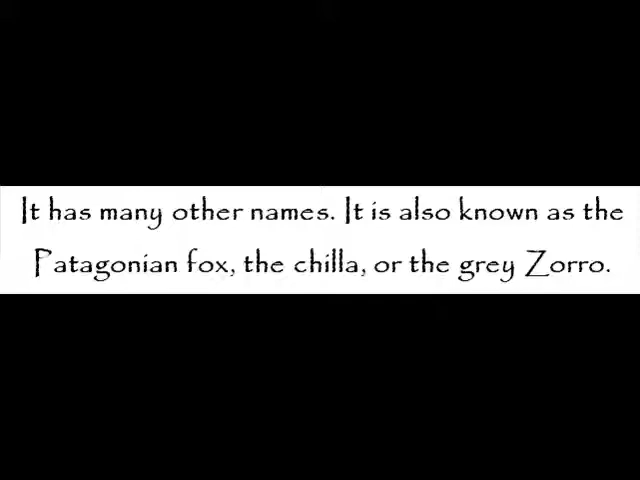 It has many other names. It is also known as the
Patagonian fox, the chilla, or the grey Zorro.